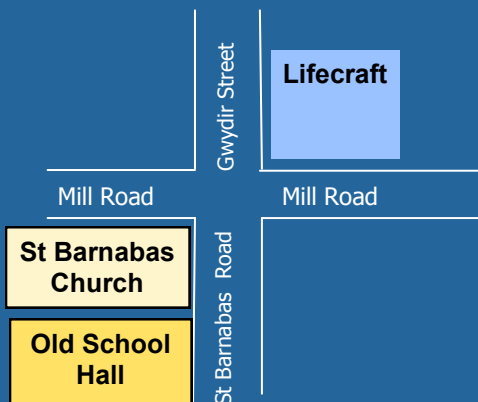 Gwydir Street
Lifecraft
Mill Road
Mill Road
St Barnabas
Church
St Barnabas Road
Old School
Hall